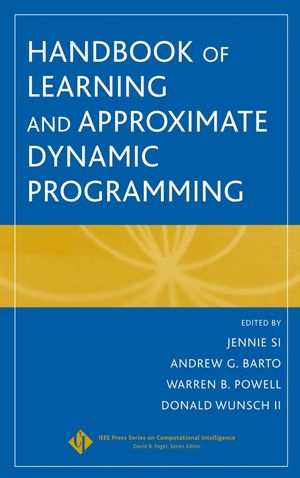 HANDBOOK OF
LEARNING
AND APPROXIMATE
DYNAMIC
PROGRAMMING
EDITED BY
JENNIE SI
ANDREW G. BARTO
WARREN B. POWELL
DONALD WUNSCH II
IEEE Press Series on Computational Intelligence
David B. Fogel, Series Editor